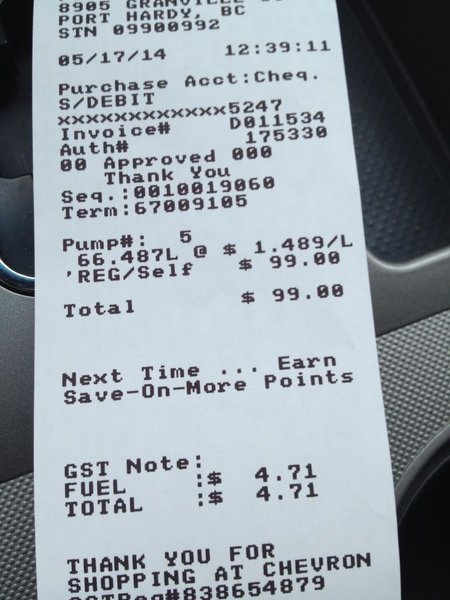 8905 GRANVILLE
PORT HARDY, BC
STN 09900992
05/17/14 12:39:11
Purchase Acct:Cheq.
S/DEBIT
xxxxxxxxxxxx5247
Invoice# D011534
Auth# 175330
00 Approved 000
Thank You
Seq.:0010019060
Term:67009105
Pump#: 5
66.487L @ $ 1.489/L
'REG/Self $ 99.00
Total $ 99.00
Next Time ... Earn
Save-On-More Points
GST Note:
FUEL :$ 4.71
TOTAL :$ 4.71
THANK YOU FOR
SHOPPING AT CHEVRON
GSTReg#838654879